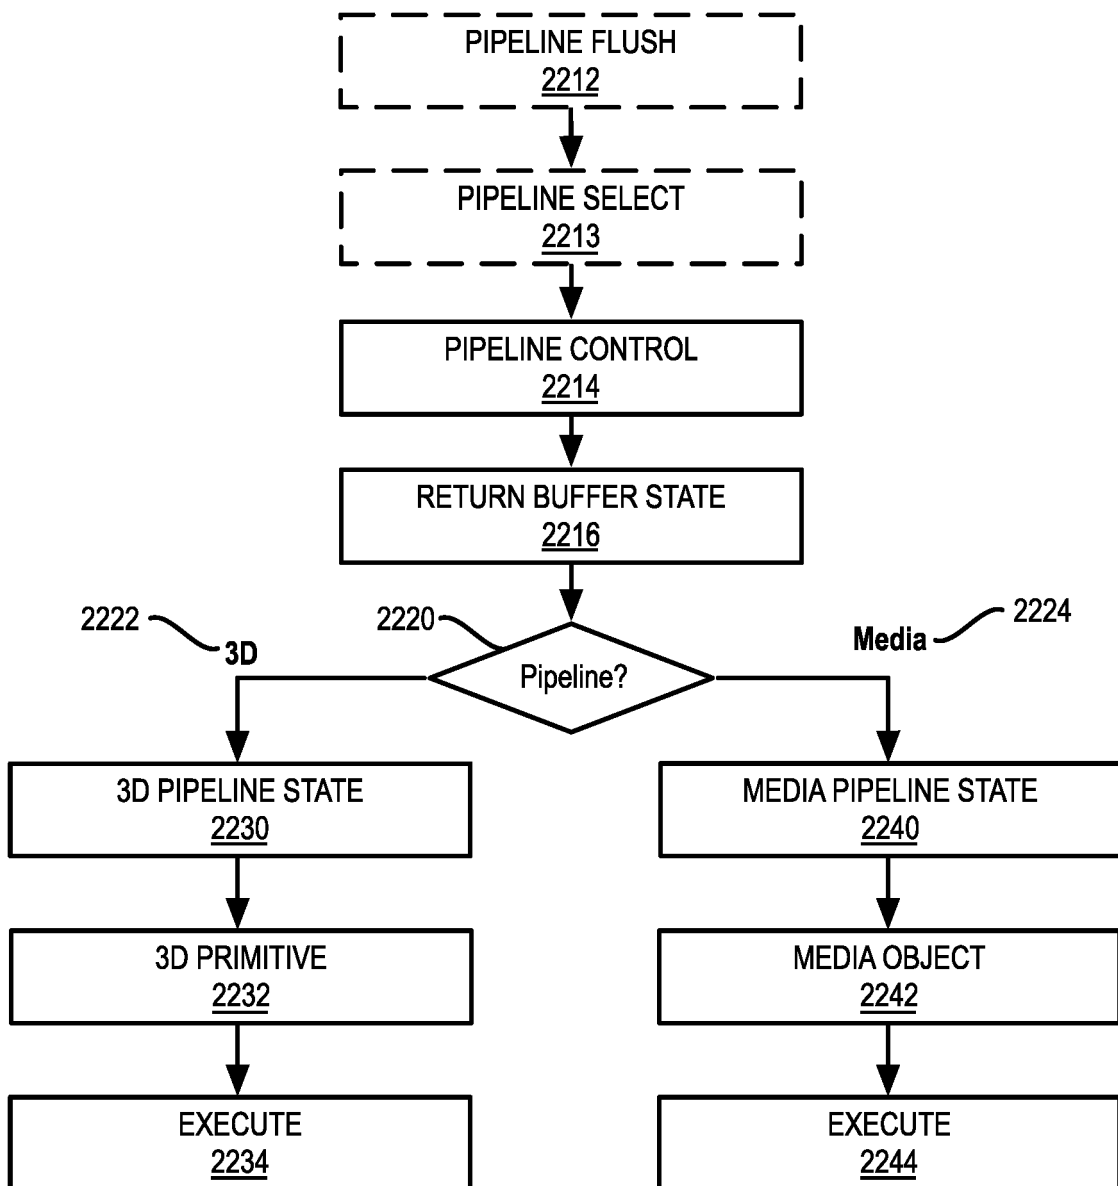 PIPELINE FLUSH
2212
PIPELINE SELECT
2213
PIPELINE CONTROL
2214
RETURN BUFFER STATE
2216
2222
3D
2220
Pipeline?
Media
2224
3D PIPELINE STATE
2230
MEDIA PIPELINE STATE
2240
3D PRIMITIVE
2232
MEDIA OBJECT
2242
EXECUTE
2234
EXECUTE
2244